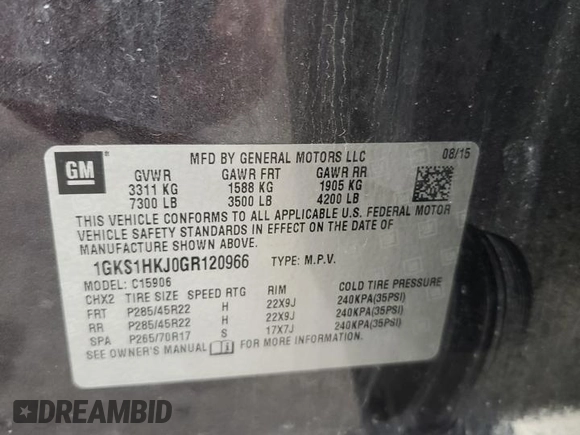 GM
MFD BY GENERAL MOTORS LLC
08/15
GVWR GAWR FRT GAWR RR
3311 KG 1588 KG 1905 KG
7300 LB 3500 LB 4200 LB
THIS VEHICLE CONFORMS TO ALL APPLICABLE U.S. FEDERAL MOTOR
VEHICLE SAFETY STANDARDS IN EFFECT ON THE DATE OF
MANUFACTURE SHOWN ABOVE.
1GKS1HKJ0GR120966 TYPE: M.P.V.
MODEL: C15906
CHX2 TIRE SIZE SPEED RTG RIM COLD TIRE PRESSURE
FRT P285/45R22 H 22X9J 240KPA(35PSI)
RR P285/45R22 H 22X9J 240KPA(35PSI)
SPA P265/70R17 S 17X7J 240KPA(35PSI)
SEE OWNER'S MANUAL FOR MORE INFORMATION
DREAMBID